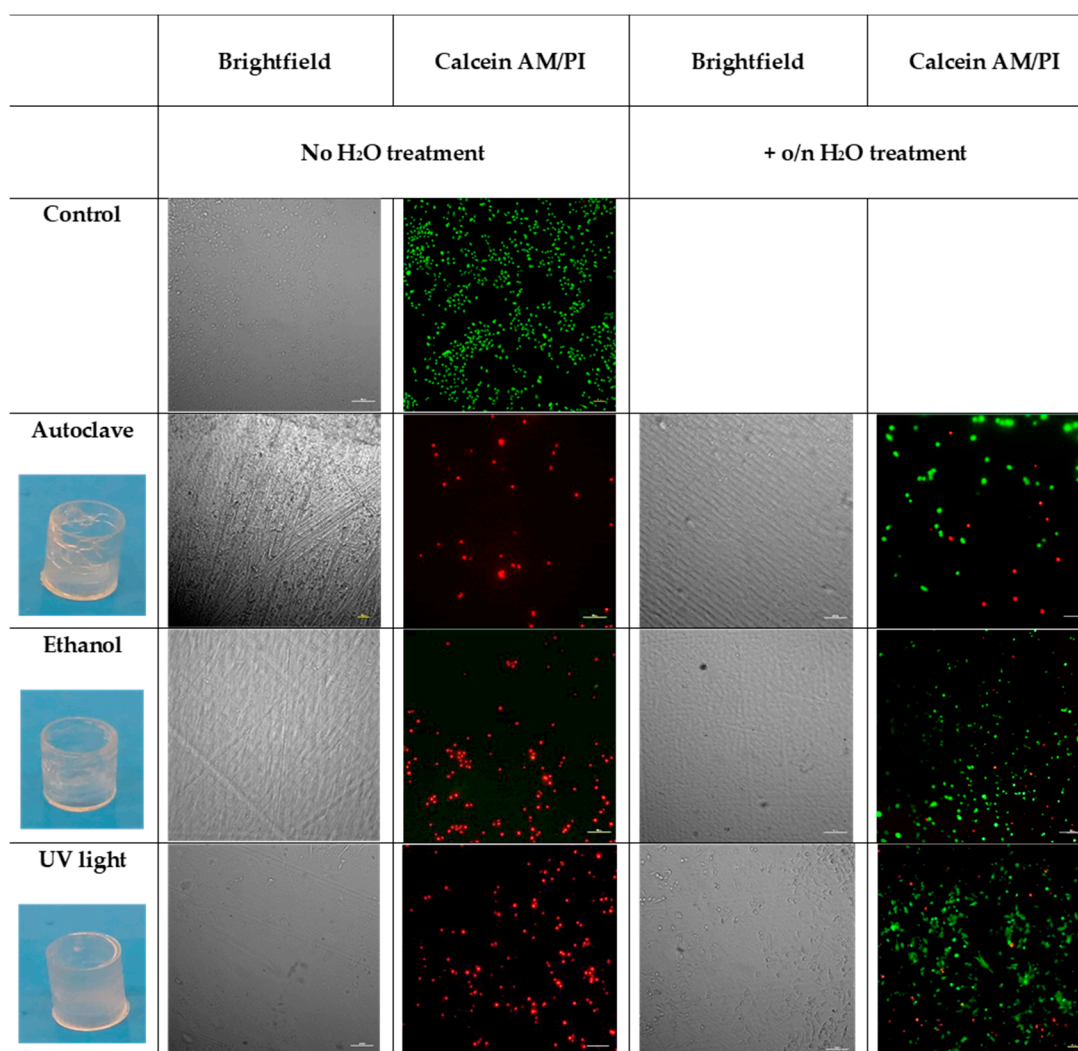 Brightfield Calcein AM/PI Brightfield Calcein AM/PI
No H₂O treatment + o/n H₂O treatment
Control
Autoclave
Ethanol
UV light